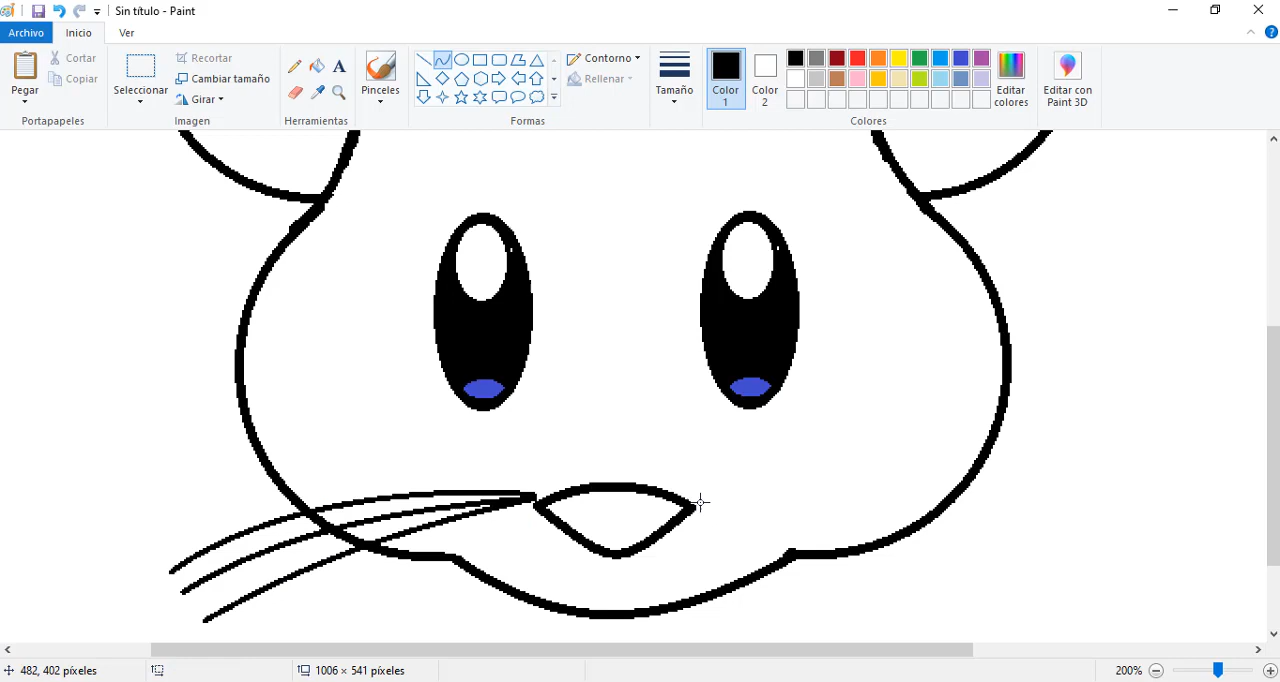 Sin título - Paint
Archivo Inicio Ver
Pegar
Cortar
Copiar
Portapapeles
Seleccionar
Recortar
Cambiar tamaño
Girar
Imagen
A
Herramientas
Pinceles
Contorno
Rellenar
Formas
Tamaño
Color
1
Color
2
Editar
colores
Colores
Editar con
Paint 3D
482, 402 píxeles
1006 × 541 píxeles
200%